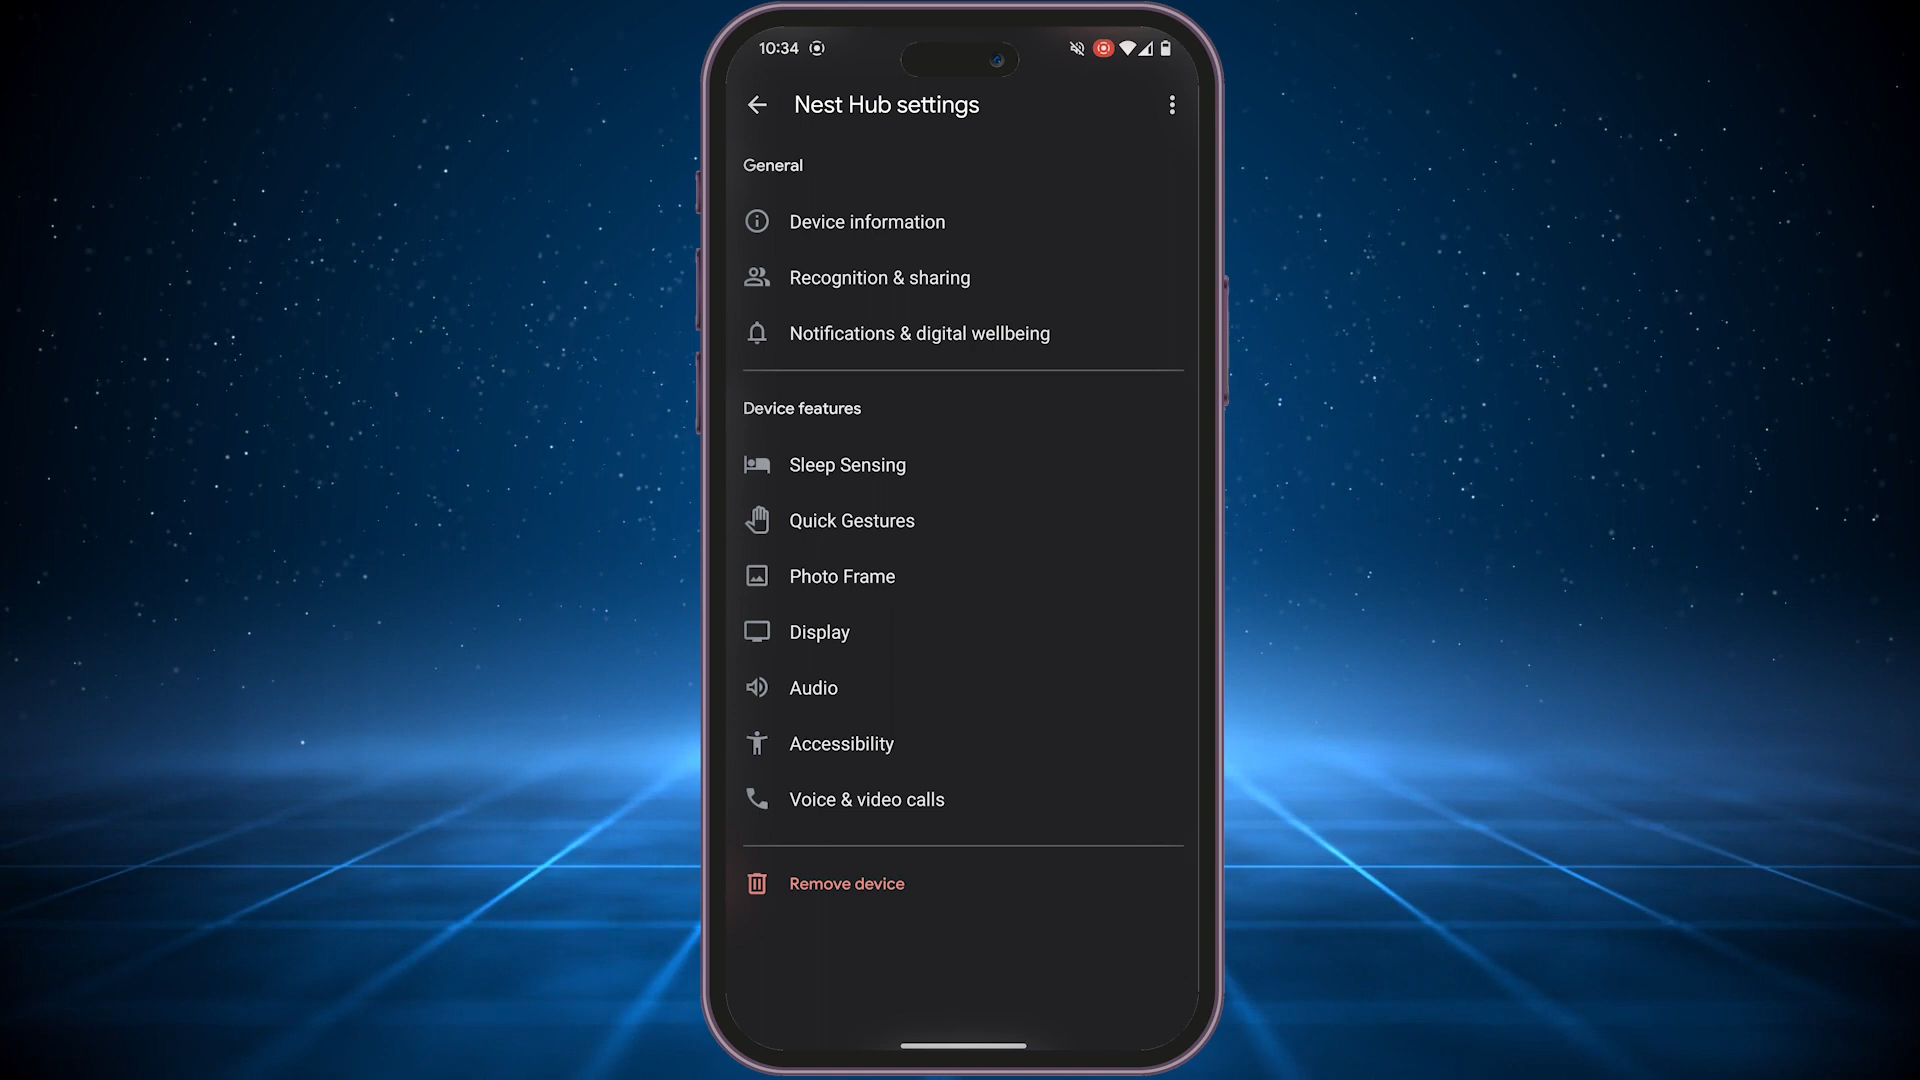 10:34
Nest Hub settings
General
Device information
Recognition & sharing
Notifications & digital wellbeing
Device features
Sleep Sensing
Quick Gestures
Photo Frame
Display
Audio
Accessibility
Voice & video calls
Remove device